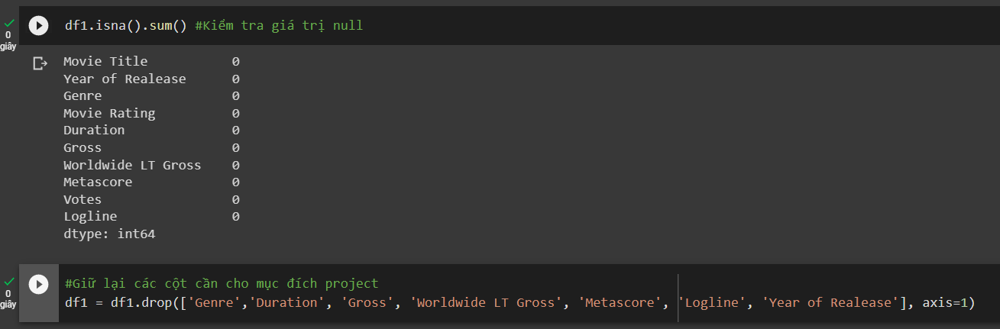 0
giây
df1.isna().sum() #Kiểm tra giá trị null
Movie Title 0
Year of Realease 0
Genre 0
Movie Rating 0
Duration 0
Gross 0
Worldwide LT Gross 0
Metascore 0
Votes 0
Logline 0
dtype: int64
0
giây
#Giữ lại các cột cần cho mục đích project
df1 = df1.drop(['Genre','Duration', 'Gross', 'Worldwide LT Gross', 'Metascore', 'Logline', 'Year of Realease'], axis=1)